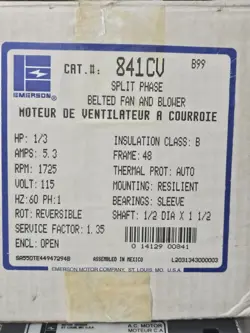 CAT.#: 841CV B99
EMERSON®
SPLIT PHASE
BELTED FAN AND BLOWER
MOTEUR DE VENTILATEUR A COURROIE
HP: 1/3
INSULATION CLASS: B
AMPS: 5.3
FRAME: 48
RPM: 1725
THERMAL PROT: AUTO
VOLT: 115
MOUNTING: RESILIENT
HZ:60 PH:1
BEARINGS: SLEEVE
ROT: REVERSIBLE
SHAFT: 1/2 DIA X 1 1/2
SERVICE FACTOR: 1.35
ENCL: OPEN
0 14129 00841
ASSEMBLED IN MEXICO
L2031343000003
EMERSON MOTOR COMPANY, ST. LOUIS, MO., U.S.A.
A.C. MOTOR
MOTEUR C.A.